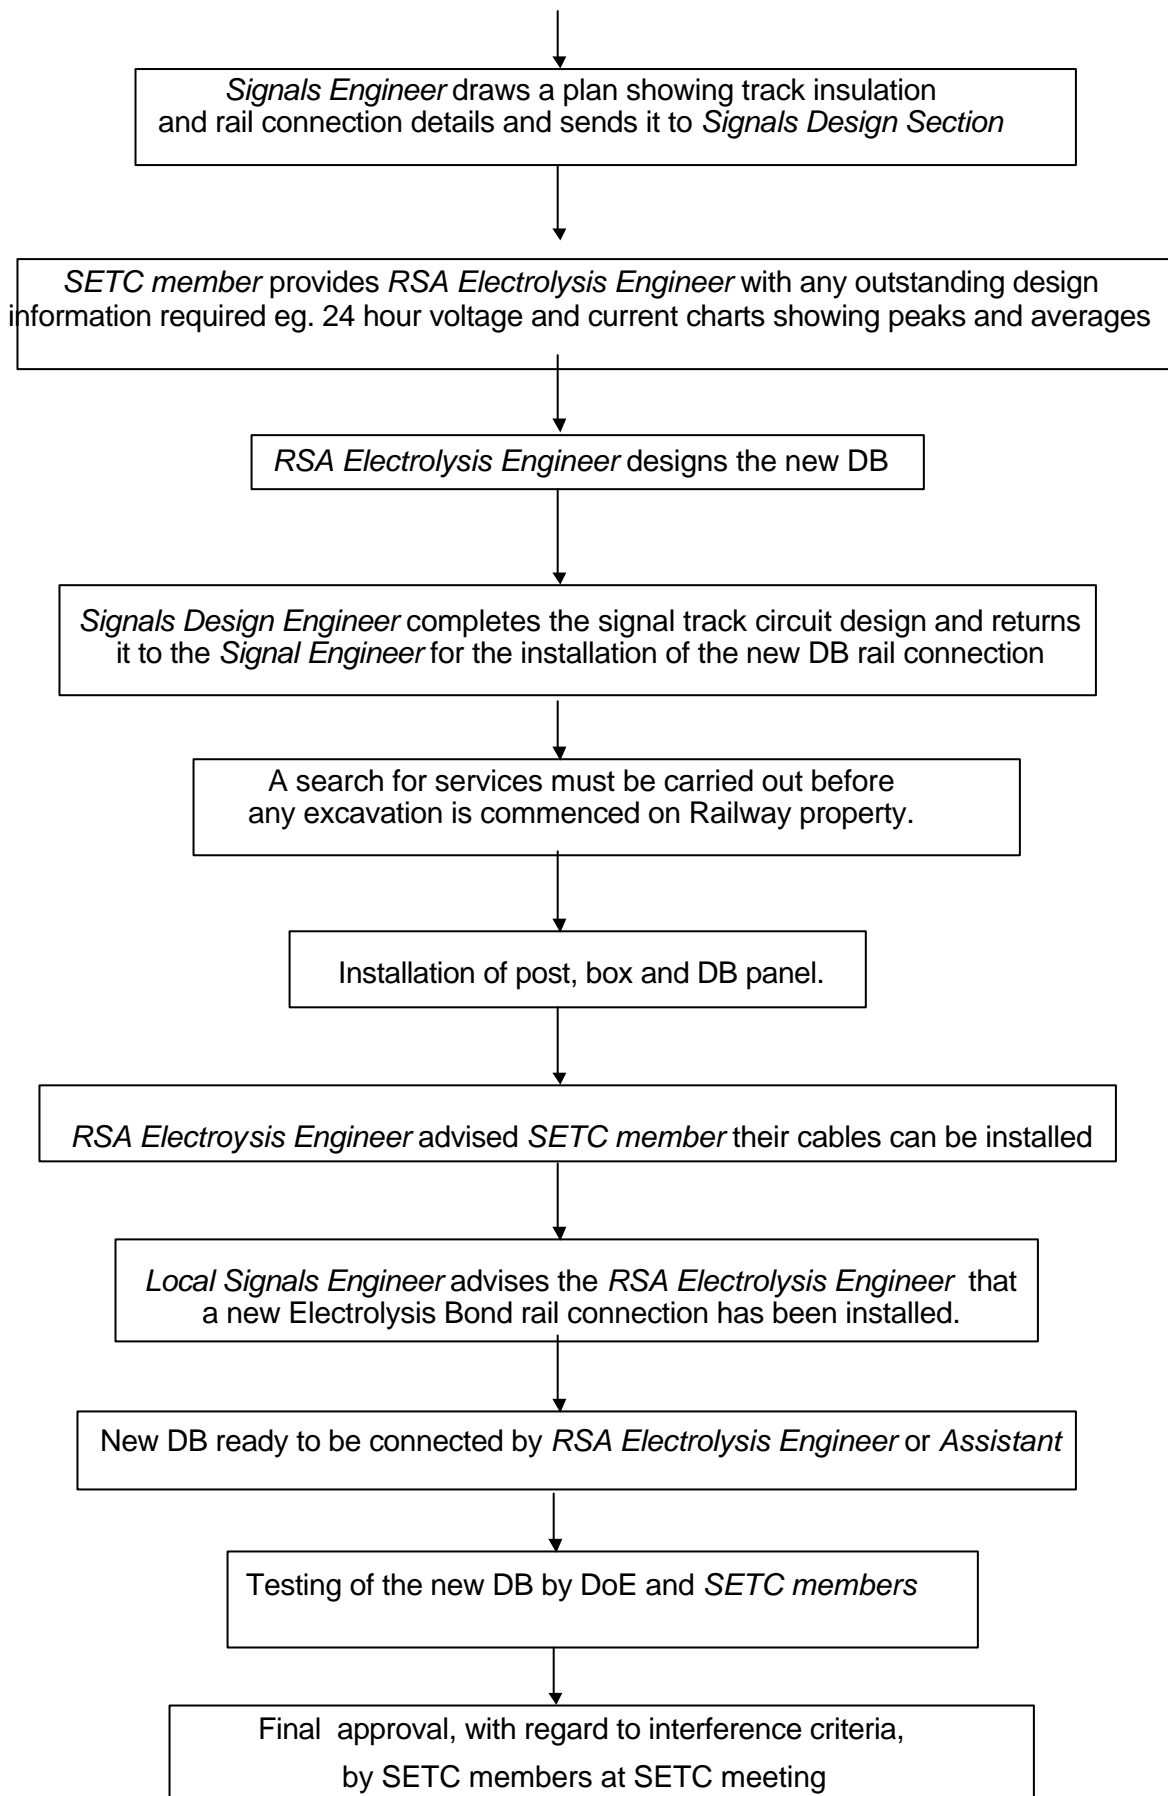 Signals Engineer draws a plan showing track insulation
and rail connection details and sends it to Signals Design Section
SETC member provides RSA Electrolysis Engineer with any outstanding design
information required eg. 24 hour voltage and current charts showing peaks and averages
RSA Electrolysis Engineer designs the new DB
Signals Design Engineer completes the signal track circuit design and returns
it to the Signal Engineer for the installation of the new DB rail connection
A search for services must be carried out before
any excavation is commenced on Railway property.
Installation of post, box and DB panel.
RSA Electroysis Engineer advised SETC member their cables can be installed
Local Signals Engineer advises the RSA Electrolysis Engineer that
a new Electrolysis Bond rail connection has been installed.
New DB ready to be connected by RSA Electrolysis Engineer or Assistant
Testing of the new DB by DoE and SETC members
Final approval, with regard to interference criteria,
by SETC members at SETC meeting